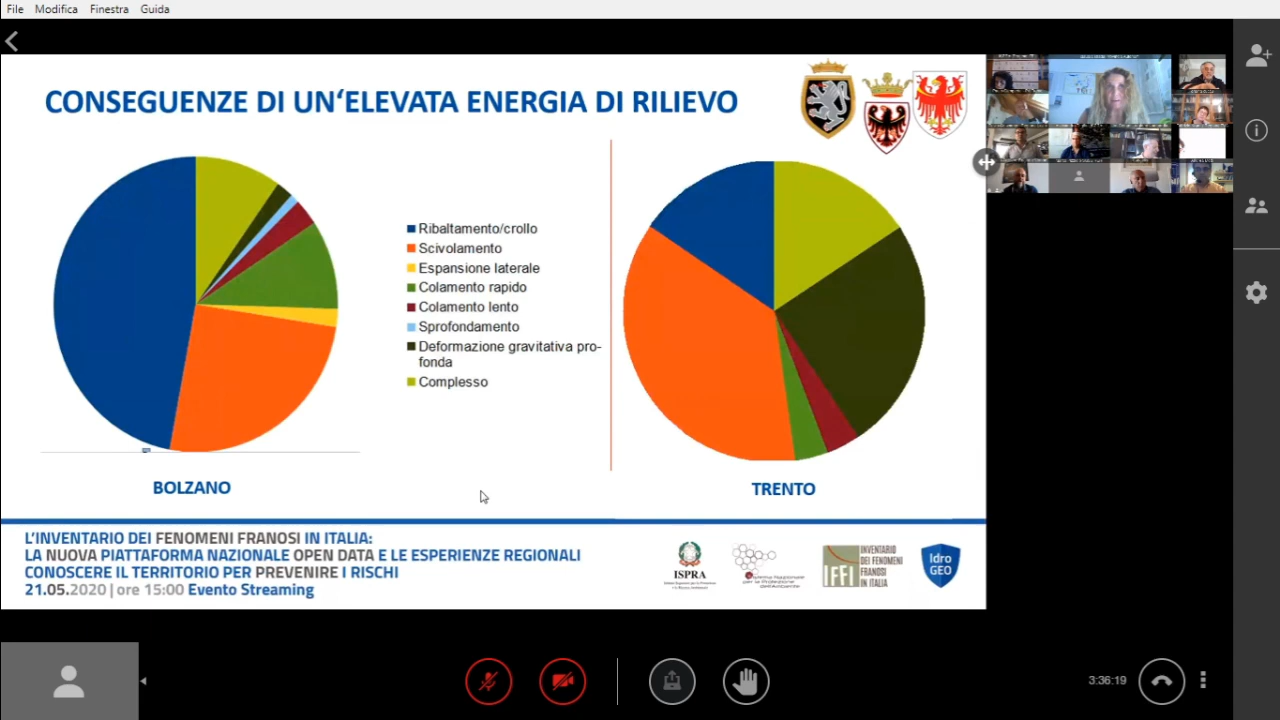 File Modifica Finestra Guida
CONSEGUENZE DI UN‘ELEVATA ENERGIA DI RILIEVO
Ribaltamento/crollo
Scivolamento
Espansione laterale
Colamento rapido
Colamento lento
Sprofondamento
Deformazione gravitativa pro-
fonda
Complesso
BOLZANO
TRENTO
L’INVENTARIO DEI FENOMENI FRANOSI IN ITALIA:
LA NUOVA PIATTAFORMA NAZIONALE OPEN DATA E LE ESPERIENZE REGIONALI
CONOSCERE IL TERRITORIO PER PREVENIRE I RISCHI
21.05.2020 | ore 15:00 Evento Streaming
ISPRA
IFFI
INVENTARIO
DEI FENOMENI
FRANOSI
IN ITALIA
Idro
GEO
3:36:19